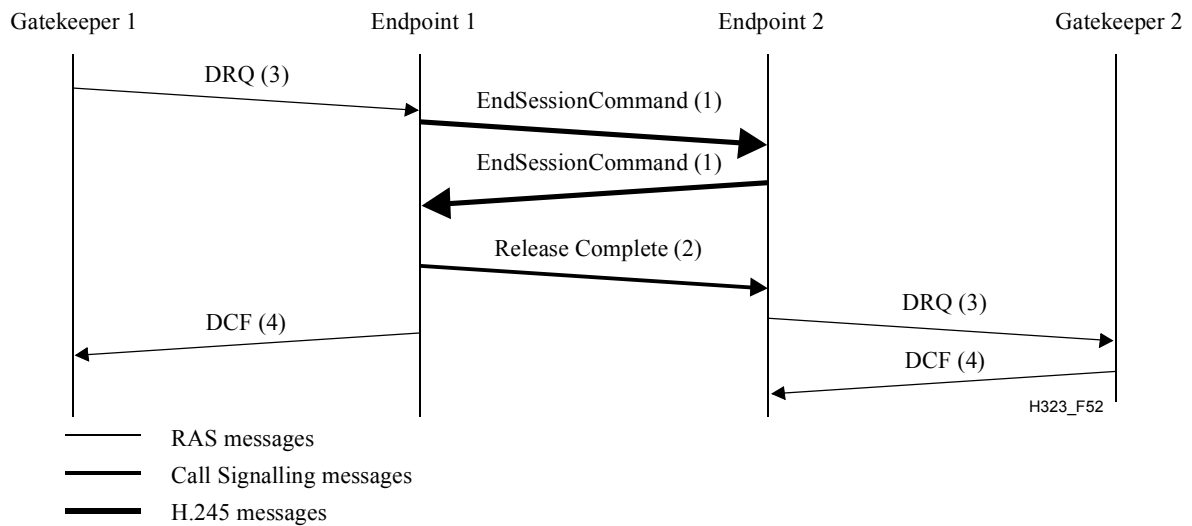 Gatekeeper 1
Endpoint 1
Endpoint 2
Gatekeeper 2
DRQ (3)
EndSessionCommand (1)
EndSessionCommand (1)
Release Complete (2)
DRQ (3)
DCF (4)
DCF (4)
H323_F52
RAS messages
Call Signalling messages
H.245 messages